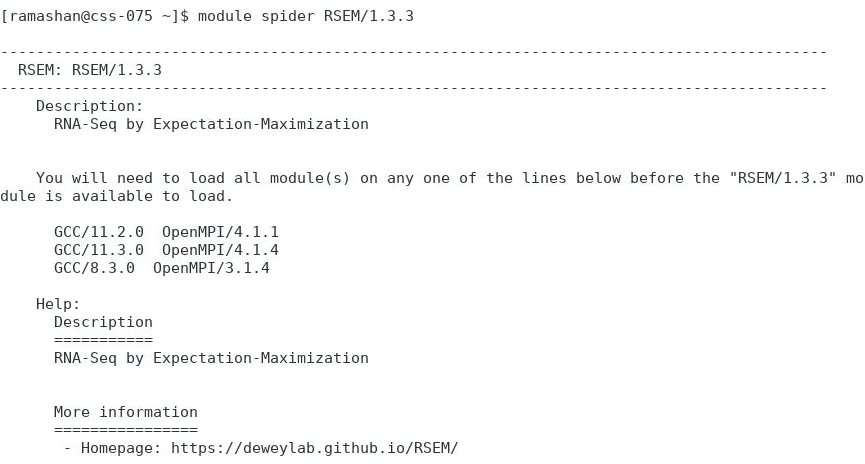 [ramashan@css-075 ~]$ module spider RSEM/1.3.3
--------------------------------------------------------------------------------------------
RSEM: RSEM/1.3.3
--------------------------------------------------------------------------------------------
Description:
RNA-Seq by Expectation-Maximization
You will need to load all module(s) on any one of the lines below before the "RSEM/1.3.3" mo
dule is available to load.
GCC/11.2.0  OpenMPI/4.1.1
GCC/11.3.0  OpenMPI/4.1.4
GCC/8.3.0  OpenMPI/3.1.4
Help:
Description
===========
RNA-Seq by Expectation-Maximization
More information
================
- Homepage: https://deweylab.github.io/RSEM/